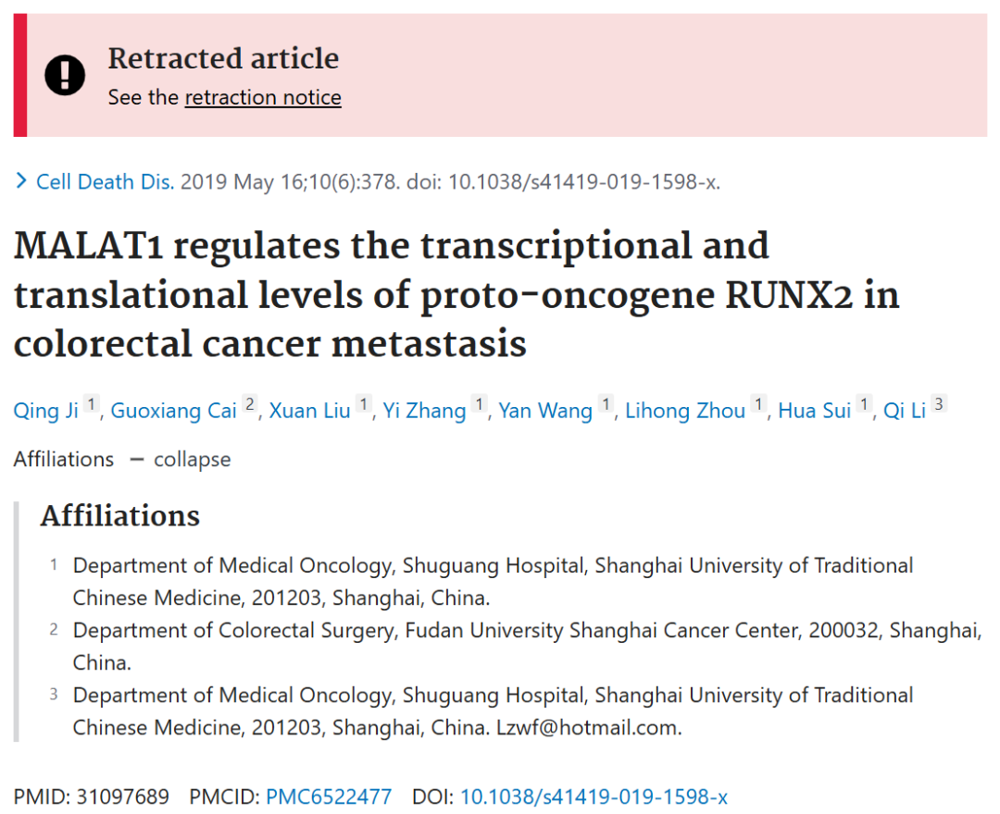 Retracted article
See the retraction notice
Cell Death Dis. 2019 May 16;10(6):378. doi: 10.1038/s41419-019-1598-x.
MALAT1 regulates the transcriptional and
translational levels of proto-oncogene RUNX2 in
colorectal cancer metastasis
Qing Ji 1, Guoxiang Cai 2, Xuan Liu 1, Yi Zhang 1, Yan Wang 1, Lihong Zhou 1, Hua Sui 1, Qi Li 3
Affiliations – collapse
Affiliations
1 Department of Medical Oncology, Shuguang Hospital, Shanghai University of Traditional
Chinese Medicine, 201203, Shanghai, China.
2 Department of Colorectal Surgery, Fudan University Shanghai Cancer Center, 200032, Shanghai,
China.
3 Department of Medical Oncology, Shuguang Hospital, Shanghai University of Traditional
Chinese Medicine, 201203, Shanghai, China. Lzwf@hotmail.com.
PMID: 31097689 PMCID: PMC6522477 DOI: 10.1038/s41419-019-1598-x